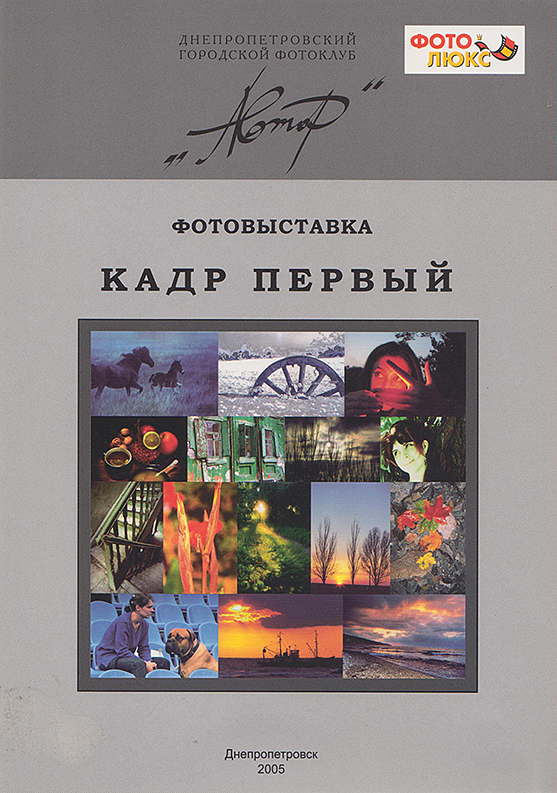 ДНЕПРОПЕТРОВСКИЙ
ГОРОДСКОЙ ФОТОКЛУБ
ФОТО
ЛЮКС
ФОТОВЫСТАВКА
КАДР ПЕРВЫЙ
Днепропетровск
2005